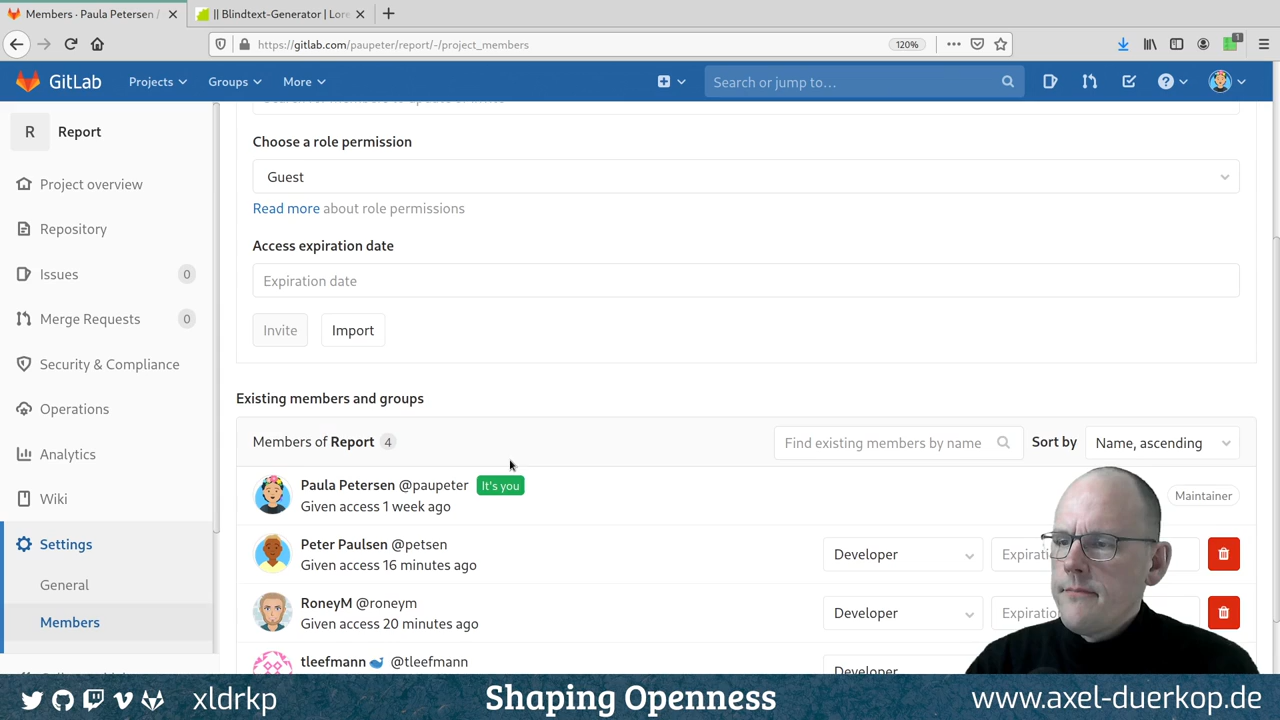 Members · Paula Petersen /
|| Blindtext-Generator | Lore
https://gitlab.com/paupeter/report/-/project_members
120%
1
GitLab
Projects
Groups
More
Search or jump to…
R
Report
Project overview
Repository
Issues
0
Merge Requests
0
Security & Compliance
Operations
Analytics
Wiki
Settings
General
Members
Choose a role permission
Guest
Read more about role permissions
Access expiration date
Expiration date
Invite
Import
Existing members and groups
Members of Report 4
Find existing members by name
Sort by
Name, ascending
Paula Petersen @paupeter It's you
Given access 1 week ago
Maintainer
Peter Paulsen @petsen
Given access 16 minutes ago
Developer
Expirati
RoneyM @roneym
Given access 20 minutes ago
Developer
Expiratio
tleefmann @tleefmann
Developer
xldrkp
Shaping Openness
www.axel-duerkop.de